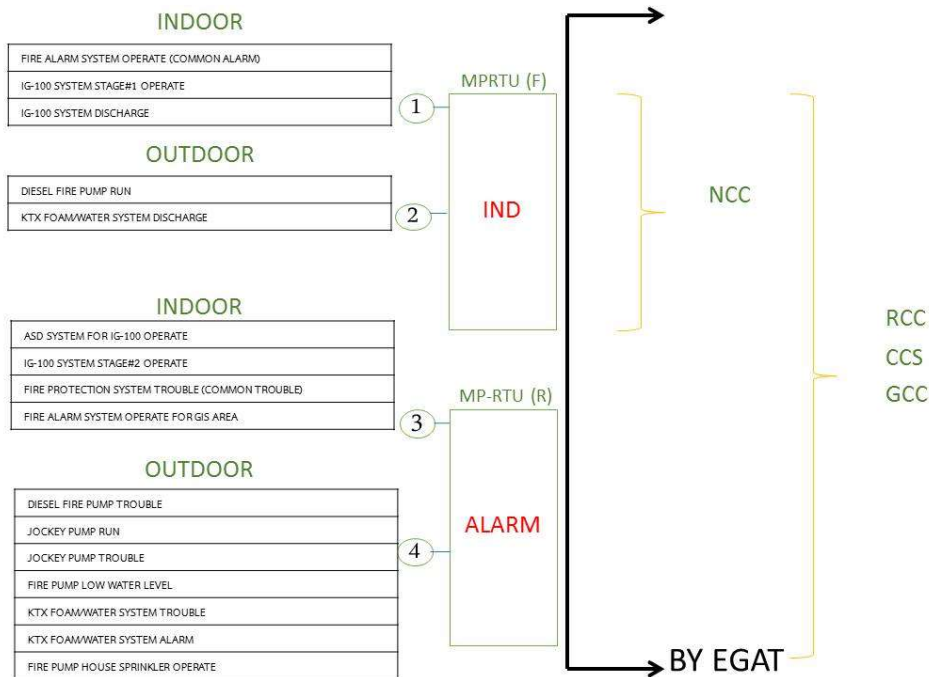 INDOOR
FIRE ALARM SYSTEM OPERATE (COMMON ALARM)
IG-100 SYSTEM STAGE#1 OPERATE
IG-100 SYSTEM DISCHARGE
1
OUTDOOR
DIESEL FIRE PUMP RUN
KTX FOAM/WATER SYSTEM DISCHARGE
2
MPRTU (F)
IND
NCC
INDOOR
ASD SYSTEM FOR IG-100 OPERATE
IG-100 SYSTEM STAGE#2 OPERATE
FIRE PROTECTION SYSTEM TROUBLE (COMMON TROUBLE)
FIRE ALARM SYSTEM OPERATE FOR GIS AREA
3
OUTDOOR
DIESEL FIRE PUMP TROUBLE
JOCKEY PUMP RUN
JOCKEY PUMP TROUBLE
FIRE PUMP LOW WATER LEVEL
KTX FOAM/WATER SYSTEM TROUBLE
KTX FOAM/WATER SYSTEM ALARM
FIRE PUMP HOUSE SPRINKLER OPERATE
4
MP-RTU (R)
ALARM
RCC
CCS
GCC
BY EGAT